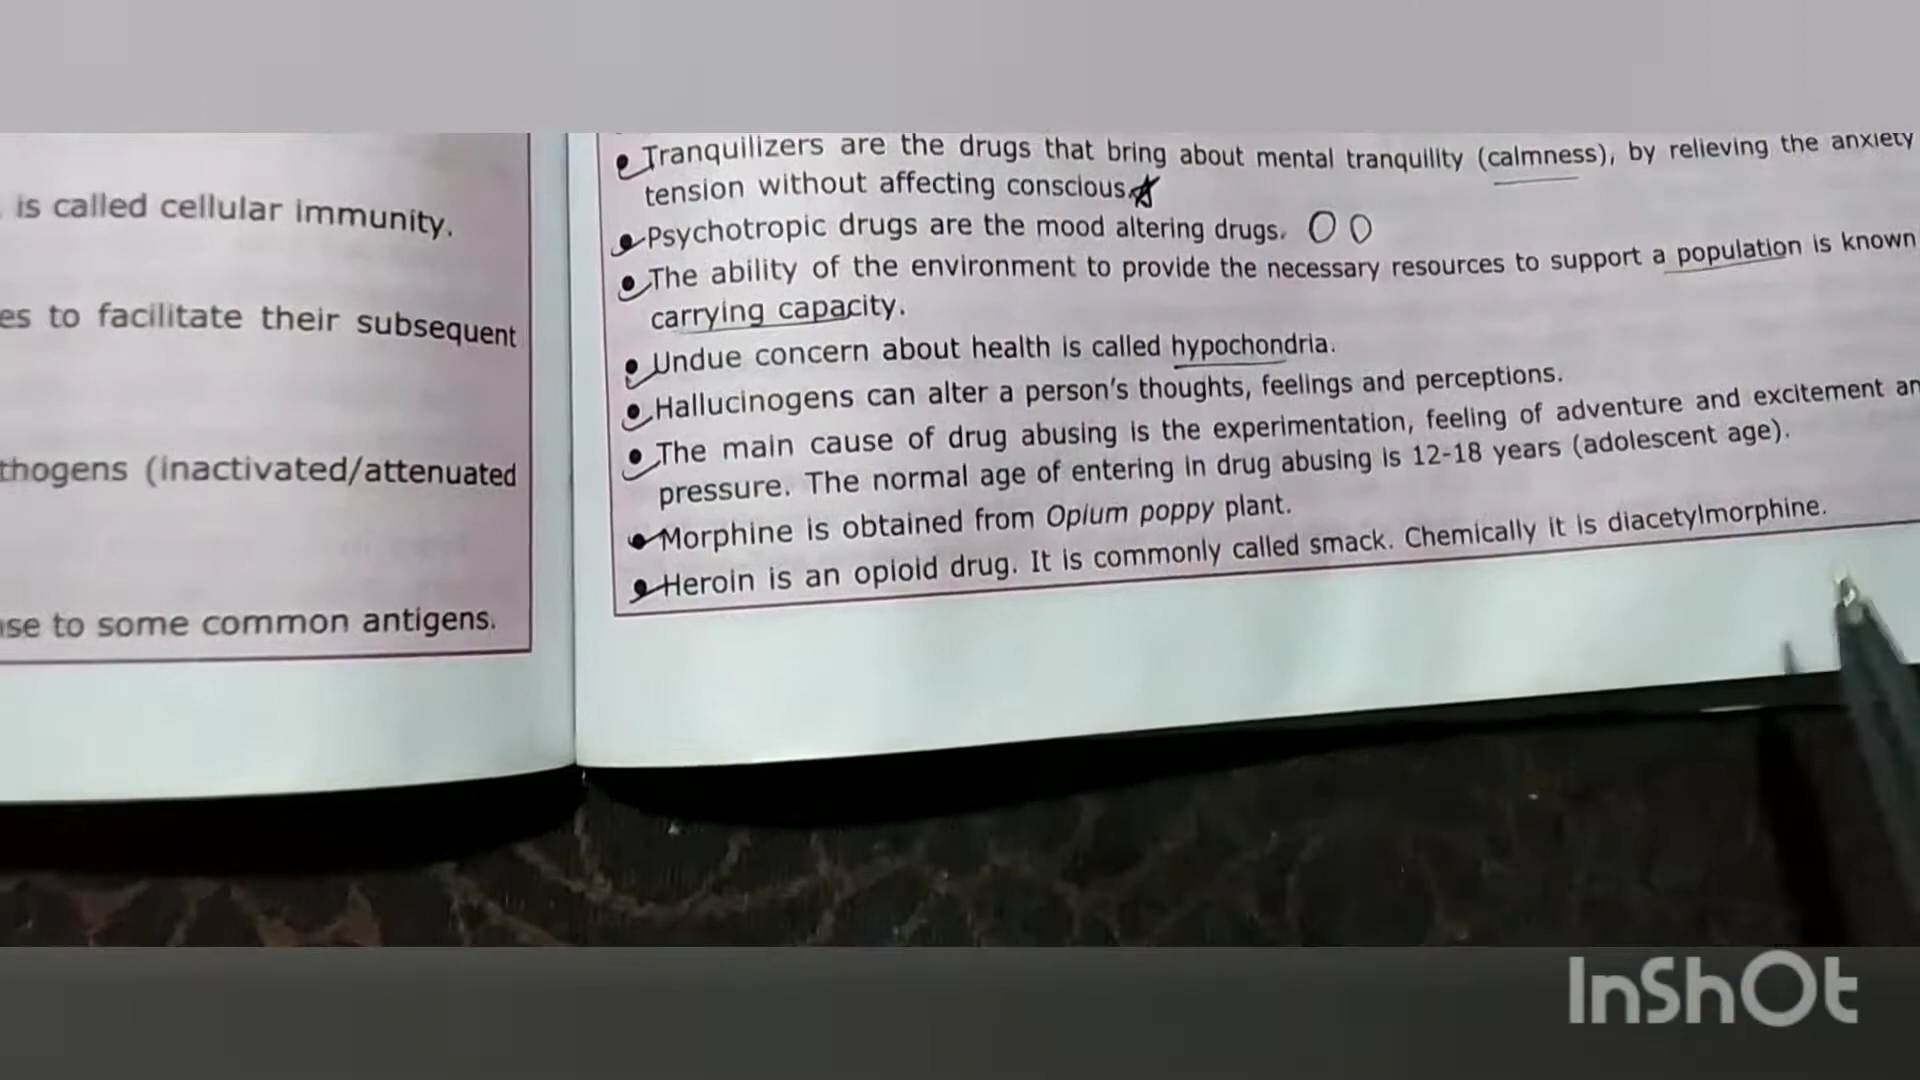 is called cellular immunity.
es to facilitate their subsequent
thogens (inactivated/attenuated
se to some common antigens.
Tranquilizers are the drugs that bring about mental tranquility (calmness), by relieving the anxiety
tension without affecting conscious.
Psychotropic drugs are the mood altering drugs.
The ability of the environment to provide the necessary resources to support a population is known
carrying capacity.
Undue concern about health is called hypochondria.
Hallucinogens can alter a person's thoughts, feelings and perceptions.
The main cause of drug abusing is the experimentation, feeling of adventure and excitement an
pressure. The normal age of entering in drug abusing is 12-18 years (adolescent age).
Morphine is obtained from Opium poppy plant.
Heroin is an opioid drug. It is commonly called smack. Chemically it is diacetylmorphine.
InShOt